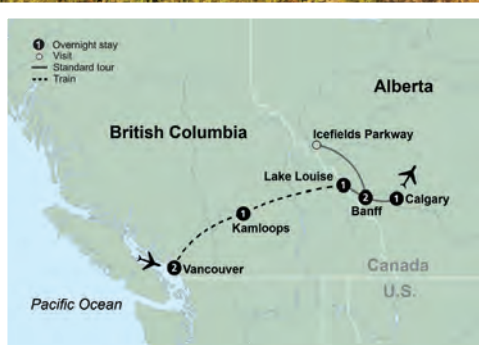 1 Overnight stay
Visit
Standard tour
Train
Alberta
British Columbia
Icefields Parkway
Lake Louise
1
2
1 Calgary
Banff
1
Kamloops
2 Vancouver
Canada
U.S.
Pacific Ocean